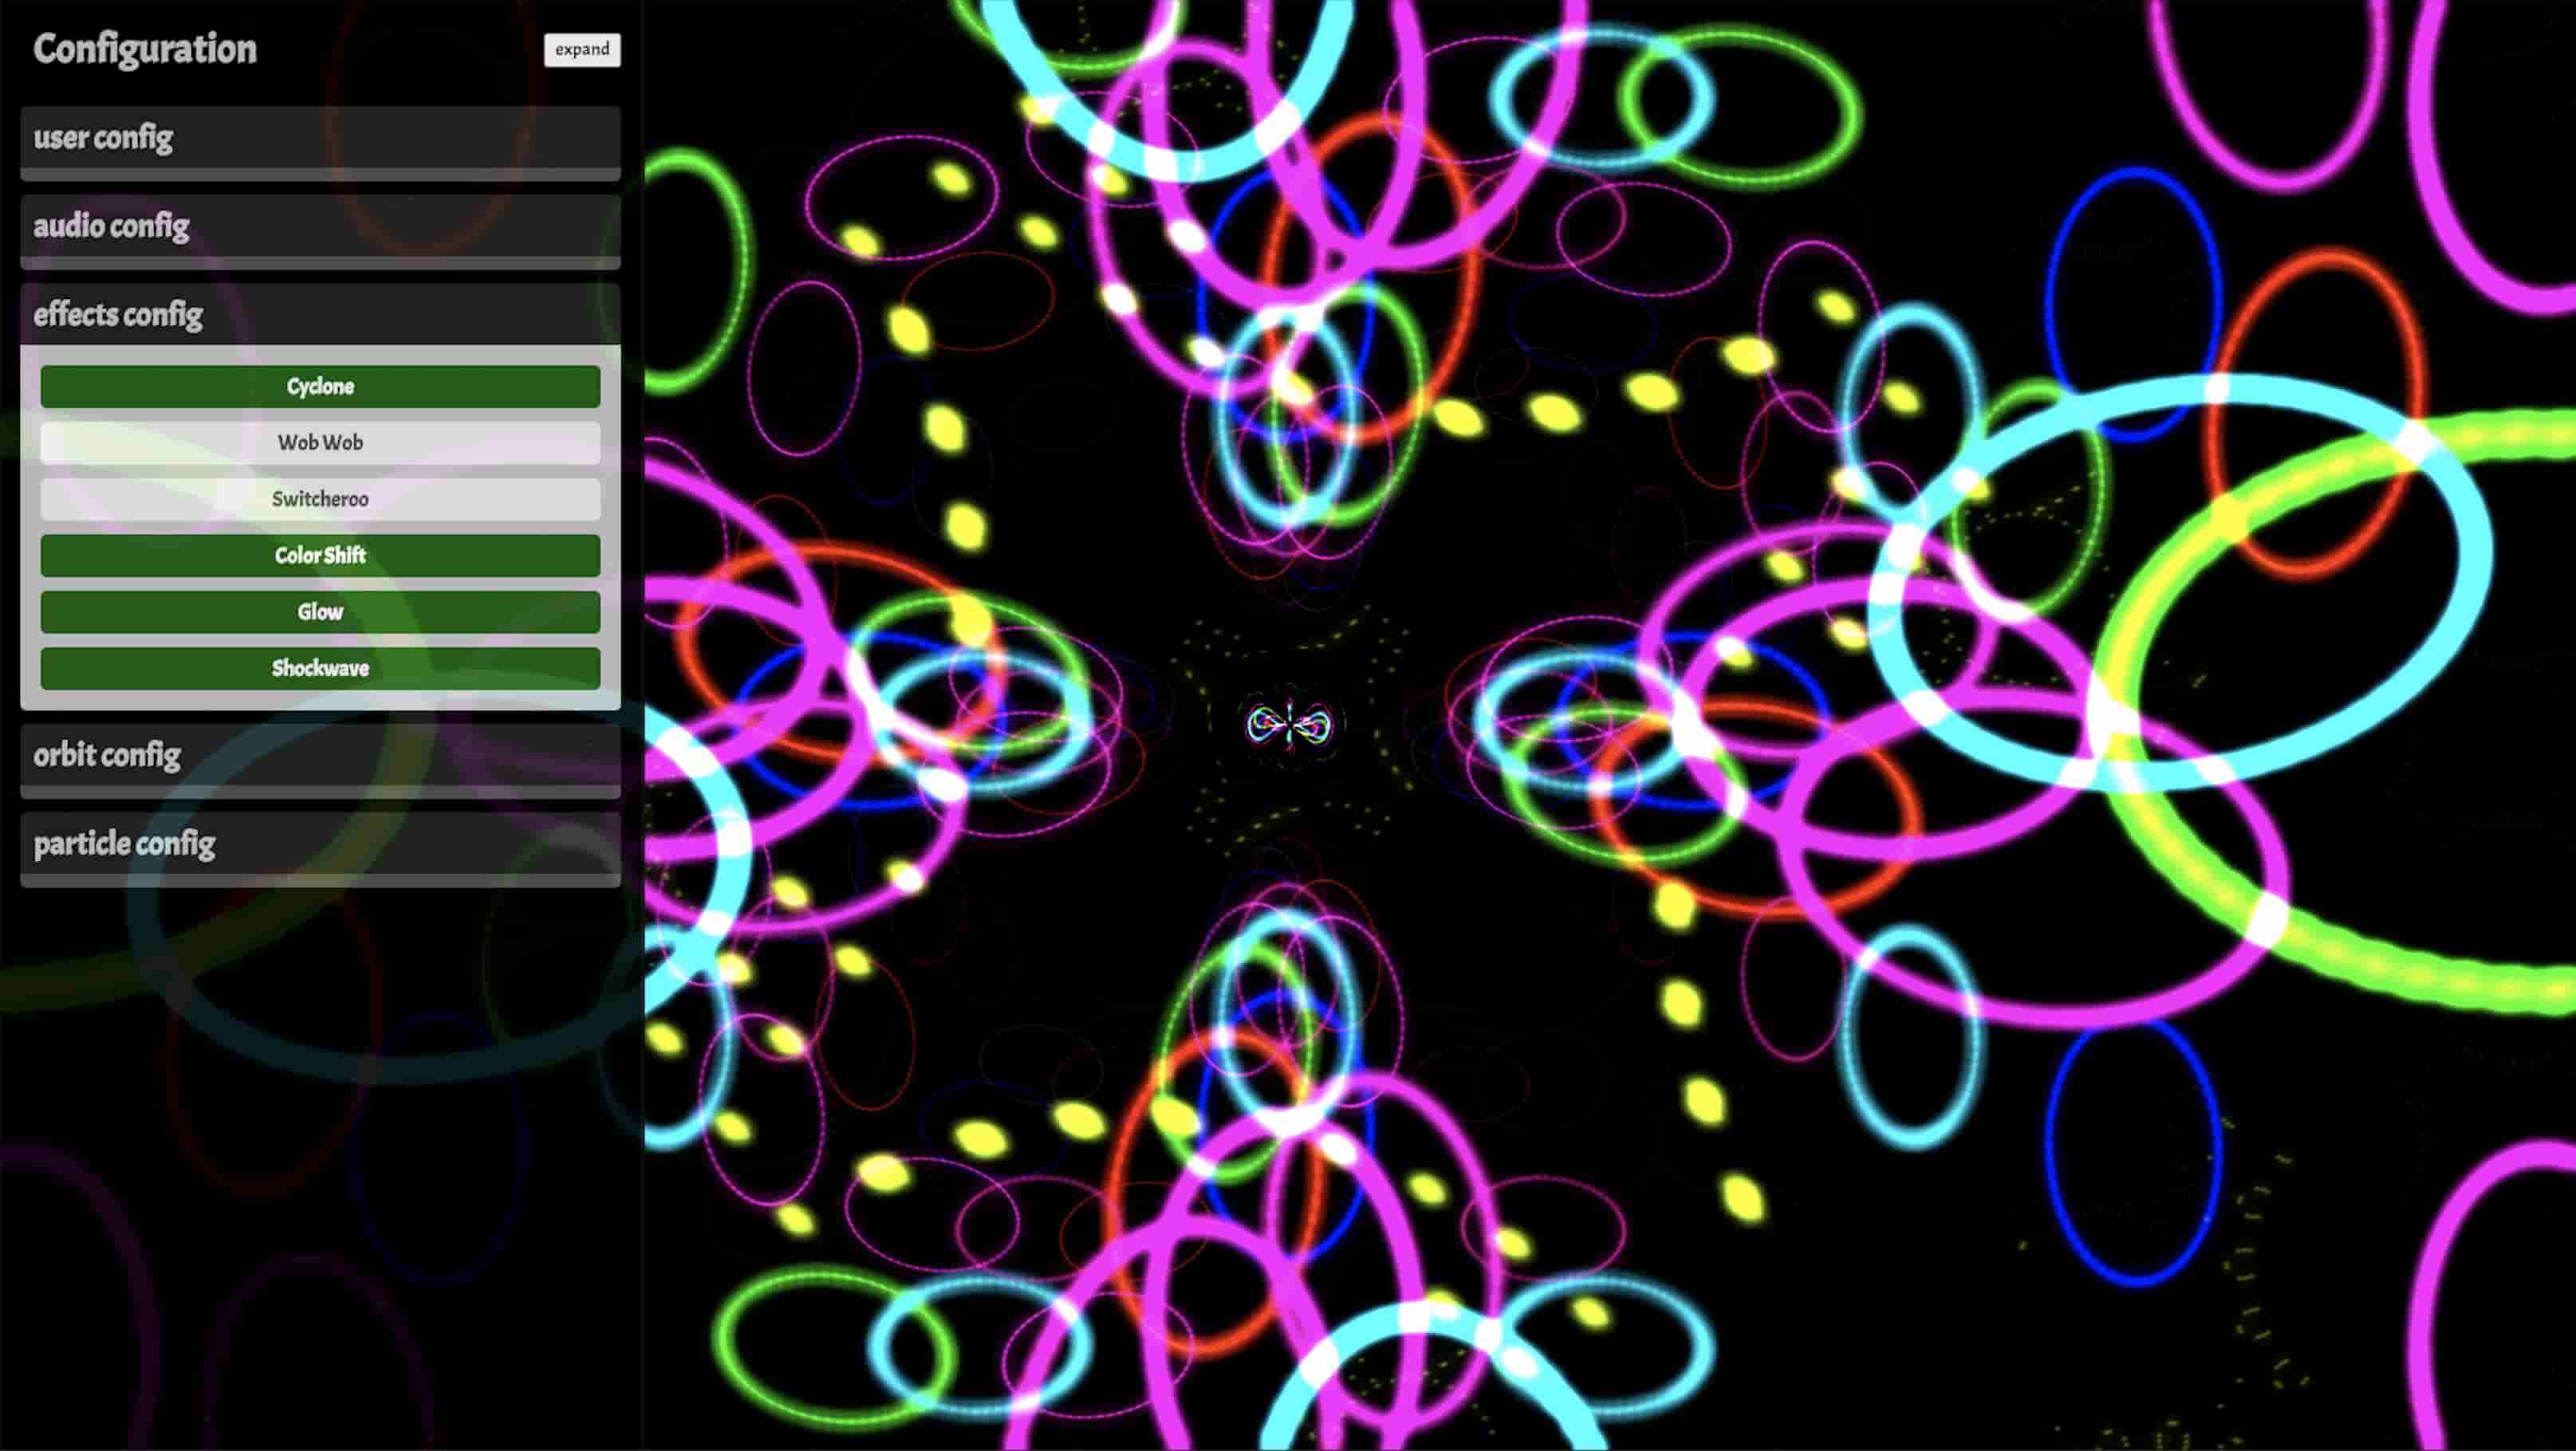 Configuration
expand
user config
audio config
effects config
Cyclone
Wob Wob
Switcheroo
Color Shift
Glow
Shockwave
orbit config
particle config